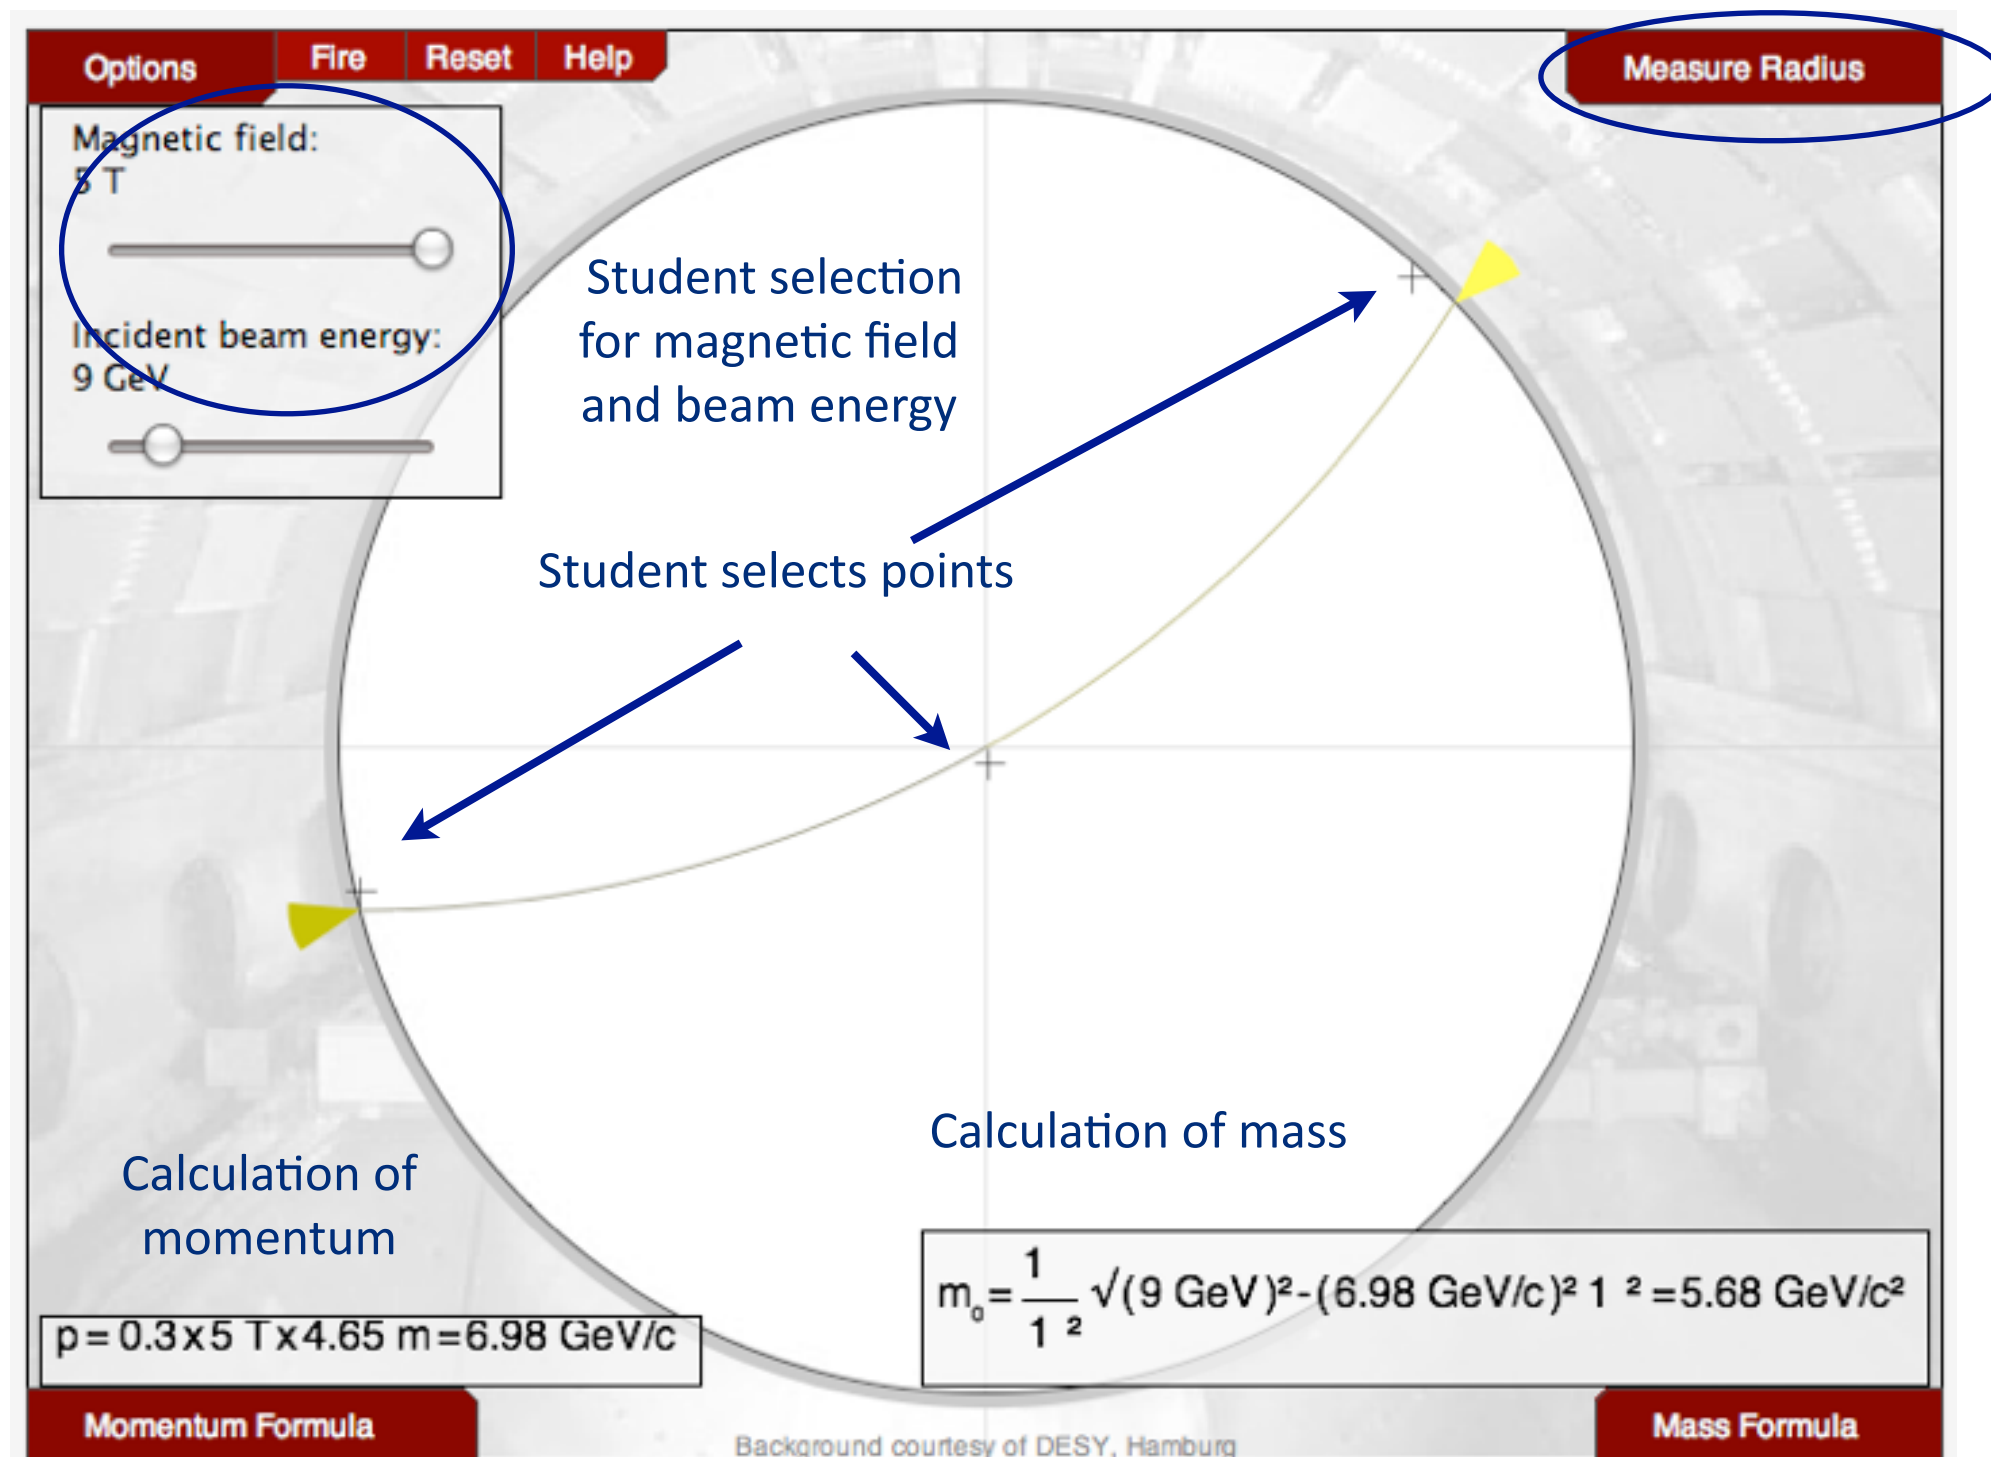 Options
Fire
Reset
Help
Measure Radius
Magnetic field:
5 T
Incident beam energy:
9 GeV
Student selection
for magnetic field
and beam energy
Student selects points
Calculation of mass
Calculation of
momentum
m₀ = 1/1 ² √(9 GeV)²-(6.98 GeV/c)² 1 ² =5.68 GeV/c²
p= 0.3x5 Tx4.65 m=6.98 GeV/c
Momentum Formula
Background courtesy of DESY, Hamburg
Mass Formula